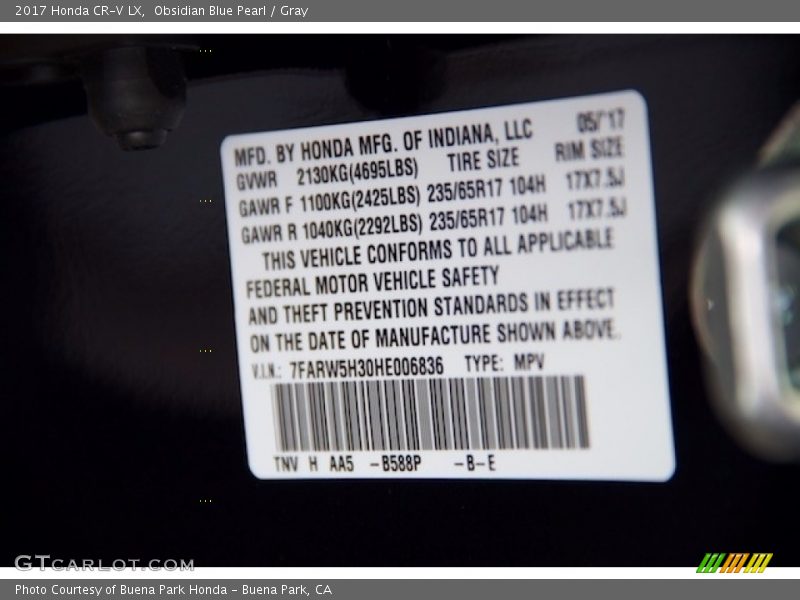 2017 Honda CR-V LX, Obsidian Blue Pearl / Gray
MFD. BY HONDA MFG. OF INDIANA, LLC 05/'17
GVWR 2130KG(4695LBS) TIRE SIZE RIM SIZE
GAWR F 1100KG(2425LBS) 235/65R17 104H 17X7.5J
GAWR R 1040KG(2292LBS) 235/65R17 104H 17X7.5J
THIS VEHICLE CONFORMS TO ALL APPLICABLE
FEDERAL MOTOR VEHICLE SAFETY
AND THEFT PREVENTION STANDARDS IN EFFECT
ON THE DATE OF MANUFACTURE SHOWN ABOVE.
V.I.N.: 7FARW5H30HE006836 TYPE: MPV
TNV H AA5 -B588P -B-E
GTCARLOT.COM
Photo Courtesy of Buena Park Honda - Buena Park, CA